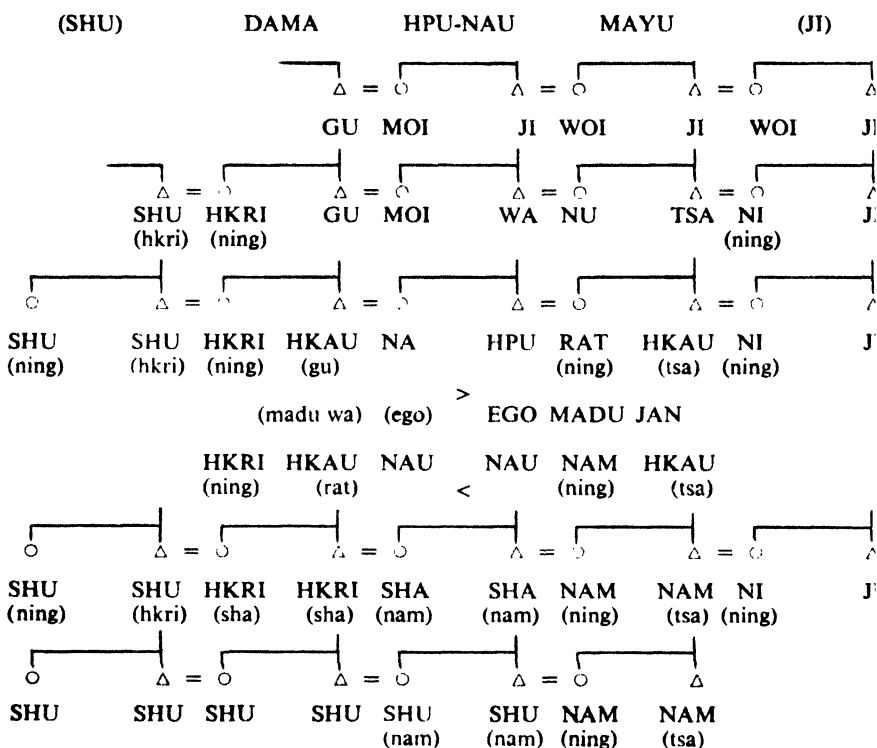 (SHU) DAMA HPU-NAU MAYU (JI)
= = =
GU MOI JI WOI JI WOI
= = = =
SHU HKRI GU MOI WA NU TSA NI
(hkri) (ning) (ning)
= = = =
SHU SHU HKRI HKAU NA HPU RAT HKAU NI
(ning) (hkri) (ning) (gu) (ning) (tsa) (ning)
>
(madu wa) (ego) EGO MADU JAN
<
HKRI HKAU NAU NAU NAM HKAU
(ning) (rat) (ning) (tsa)
= = = =
SHU SHU HKRI HKRI SHA SHA NAM NAM NI
(ning) (hkri) (sha) (sha) (nam) (nam) (ning) (tsa) (ning)
= = =
SHU SHU SHU SHU SHU SHU NAM NAM
(nam) (nam) (ning) (tsa)